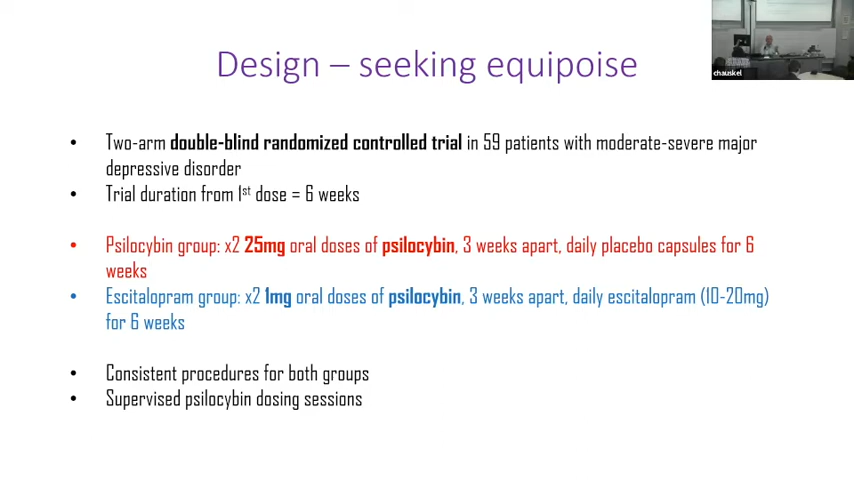 Design – seeking equipoise
chauskel
• Two-arm double-blind randomized controlled trial in 59 patients with moderate-severe major
depressive disorder
• Trial duration from 1st dose = 6 weeks
• Psilocybin group: x2 25mg oral doses of psilocybin, 3 weeks apart, daily placebo capsules for 6
weeks
• Escitalopram group: x2 1mg oral doses of psilocybin, 3 weeks apart, daily escitalopram (10-20mg)
for 6 weeks
• Consistent procedures for both groups
• Supervised psilocybin dosing sessions